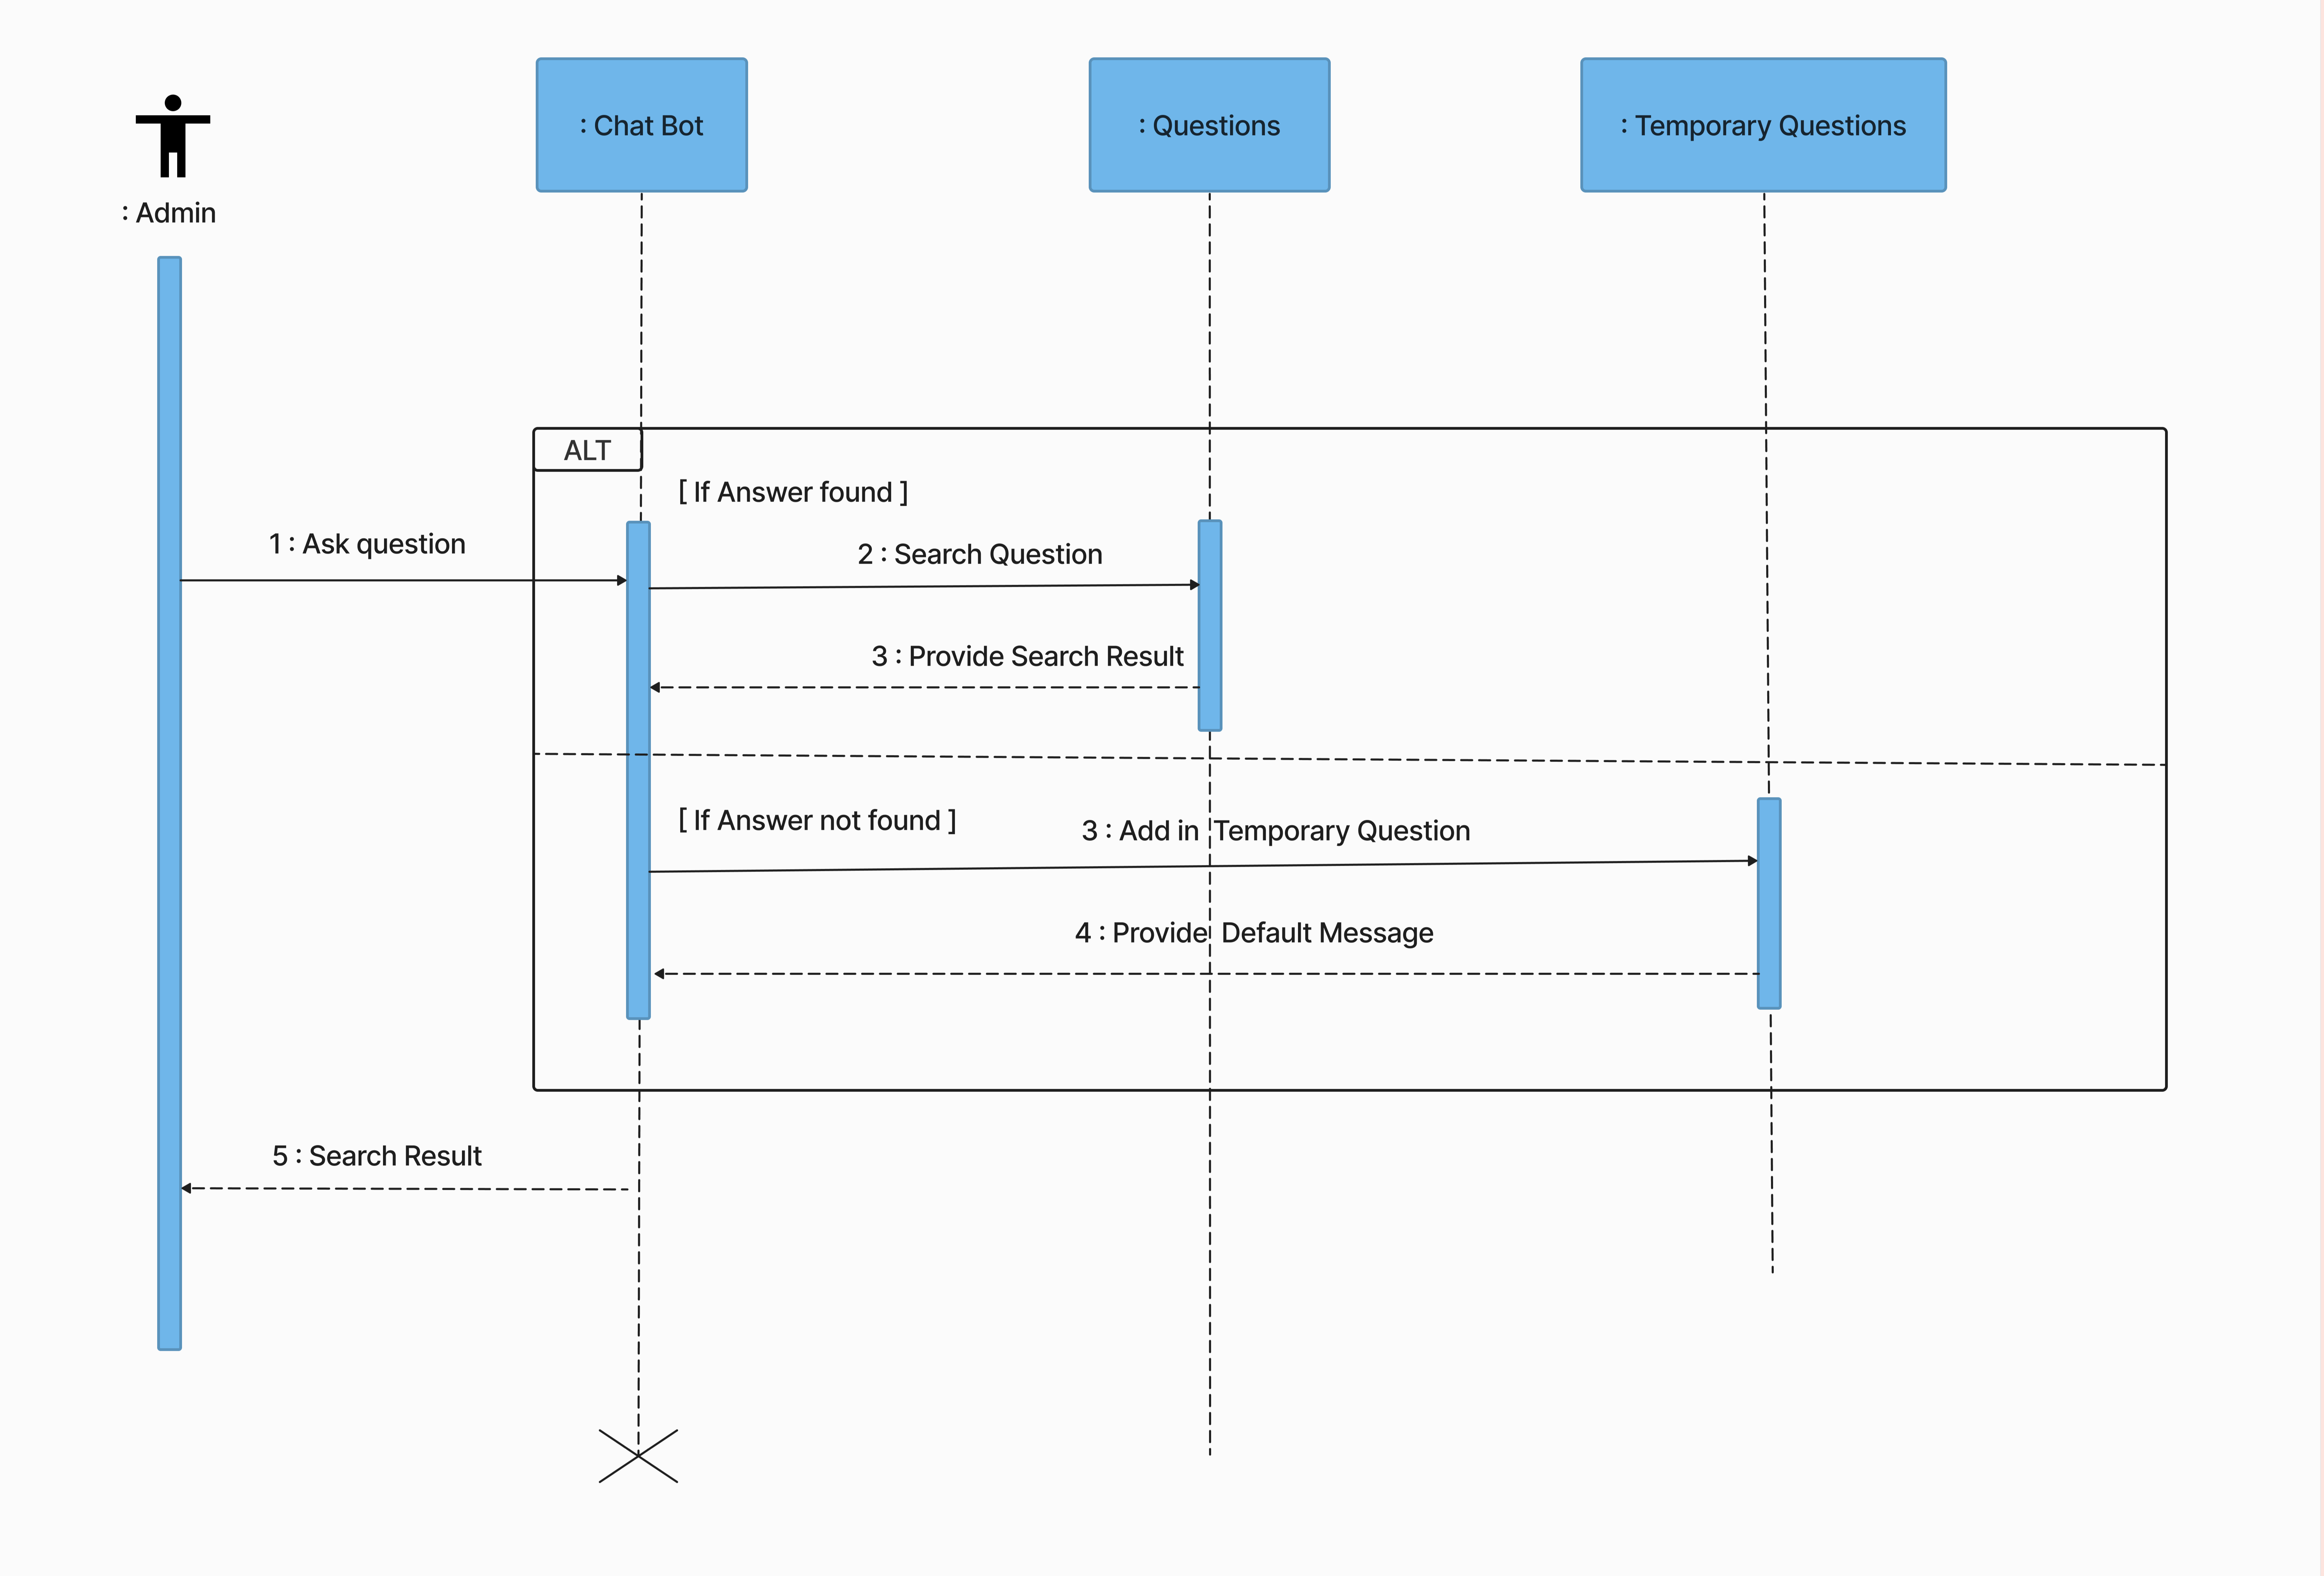 : Admin
: Chat Bot
: Questions
: Temporary Questions
ALT
[ If Answer found ]
1 : Ask question
2 : Search Question
3 : Provide Search Result
[ If Answer not found ]
3 : Add in Temporary Question
4 : Provide Default Message
5 : Search Result